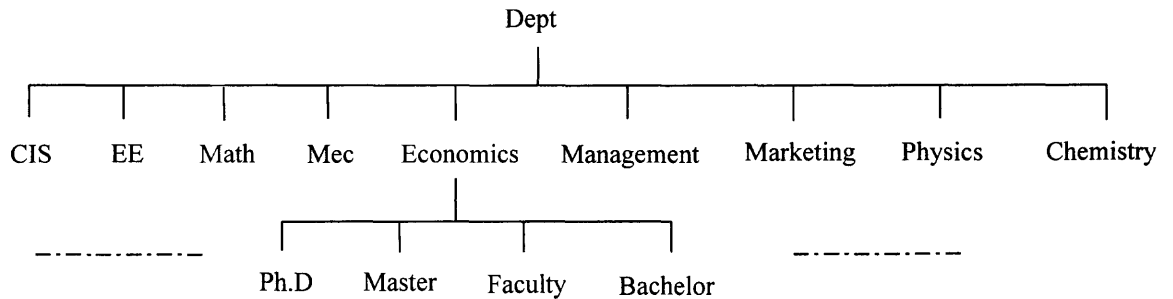 Dept
CIS EE Math Mec Economics Management Marketing Physics Chemistry
Ph.D Master Faculty Bachelor